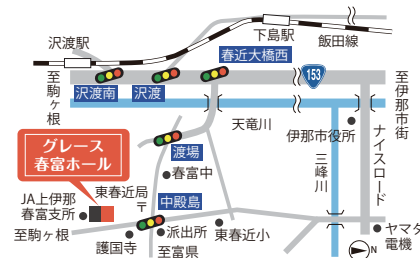 沢渡駅
下島駅
飯田線
春近大橋西
至駒ヶ根
沢渡南
沢渡
153
至伊那市街
天竜川
伊那市役所
ナイスロード
渡場
三峰川
グレース
春富ホール
春富中
JA上伊那
春富支所
東春近局
〒
中殿島
至駒ヶ根
護国寺
派出所
至富県
東春近小
ヤマダ
電機
N